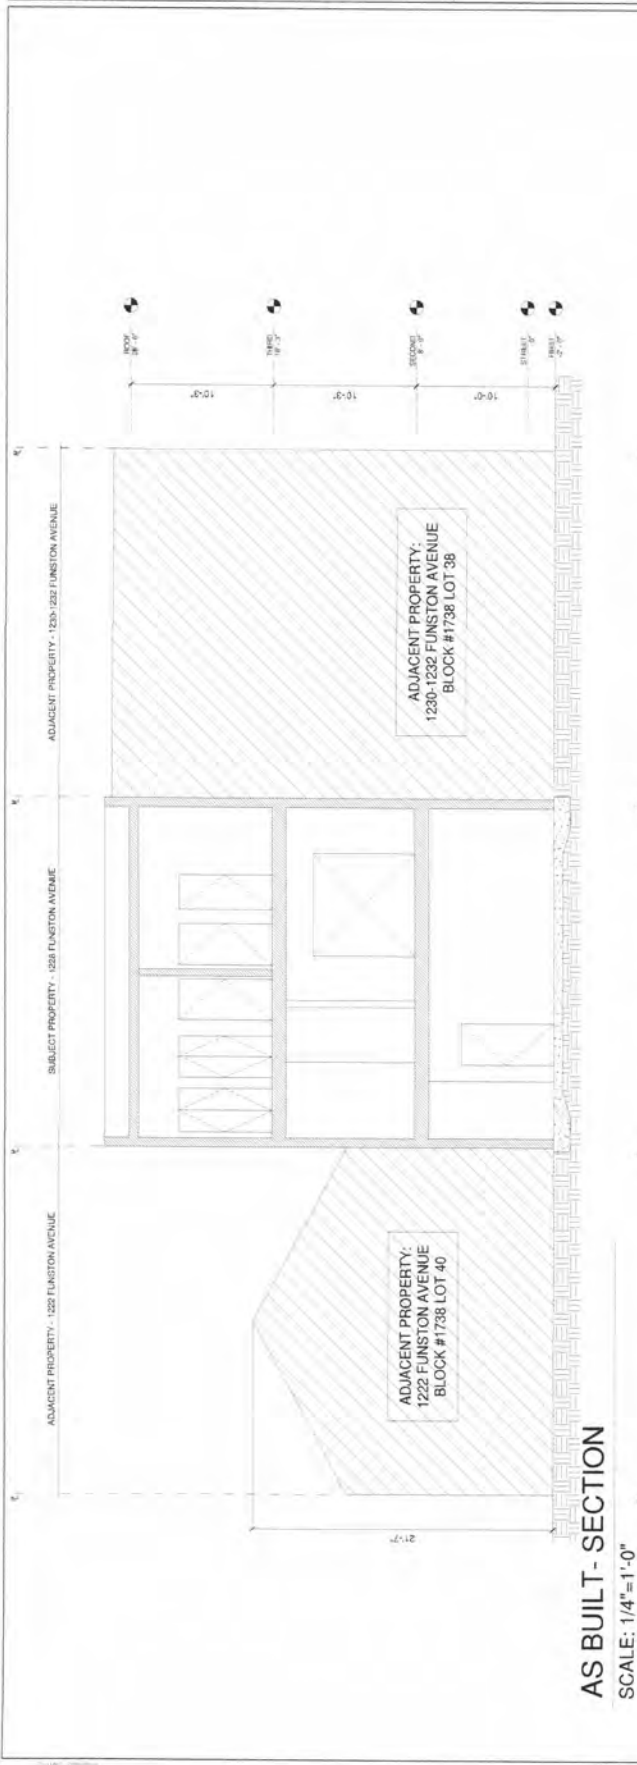 ADJACENT PROPERTY - 1222 FUNSTON AVENUE
SUBJECT PROPERTY - 1228 FUNSTON AVENUE
ADJACENT PROPERTY - 1230-1232 FUNSTON AVENUE
ROOF
THIRD
SECOND
8'- 0"
STREET
FIRST
10'-3"
10'-3"
10'-0"
21'-7"
ADJACENT PROPERTY:
1222 FUNSTON AVENUE
BLOCK #1738 LOT 40
ADJACENT PROPERTY:
1230-1232 FUNSTON AVENUE
BLOCK #1738 LOT 38
AS BUILT- SECTION
SCALE: 1/4"=1'-0"